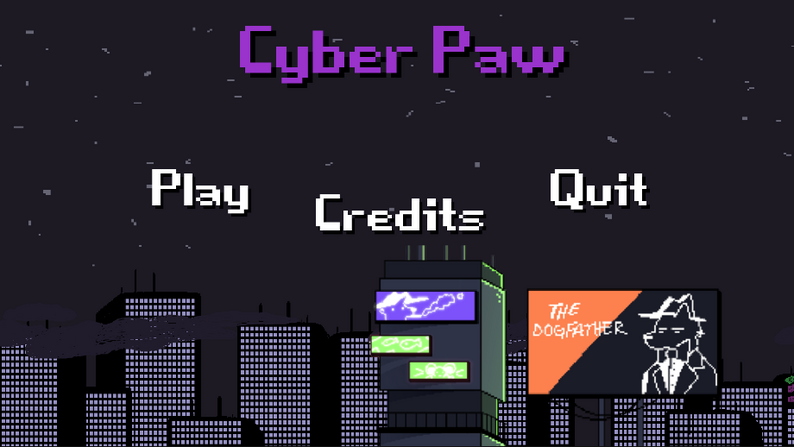 Cyber Paw
Play
Credits
Quit
THE
DOGFATHER